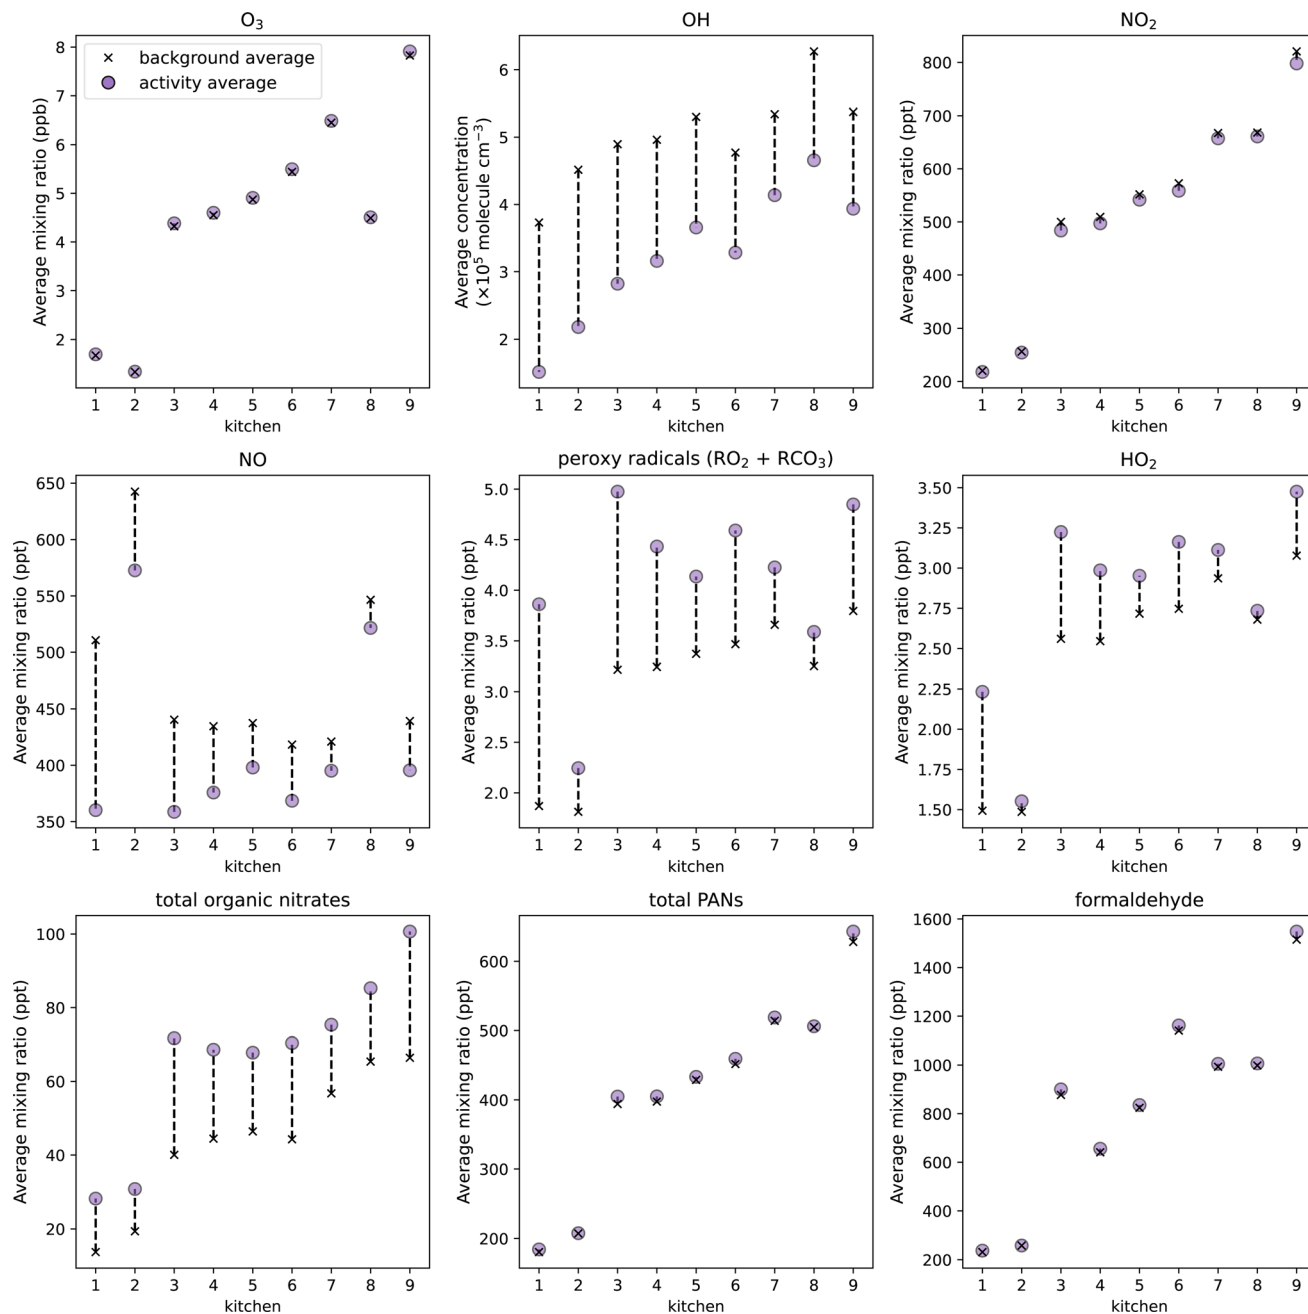 O₃
OH
NO₂
8
7
6
5
4
3
2
Average mixing ratio (ppb)
× background average
activity average
1 2 3 4 5 6 7 8 9
kitchen
6
5
4
3
2
Average concentration
(×10⁵ molecule cm⁻³)
1 2 3 4 5 6 7 8 9
kitchen
800
700
600
500
400
300
200
Average mixing ratio (ppt)
1 2 3 4 5 6 7 8 9
kitchen
NO
650
600
550
500
450
400
350
Average mixing ratio (ppt)
1 2 3 4 5 6 7 8 9
kitchen
peroxy radicals (RO₂ + RCO₃)
5.0
4.5
4.0
3.5
3.0
2.5
2.0
Average mixing ratio (ppt)
1 2 3 4 5 6 7 8 9
kitchen
HO₂
3.50
3.25
3.00
2.75
2.50
2.25
2.00
1.75
1.50
Average mixing ratio (ppt)
1 2 3 4 5 6 7 8 9
kitchen
total organic nitrates
100
80
60
40
20
Average mixing ratio (ppt)
1 2 3 4 5 6 7 8 9
kitchen
total PANs
600
500
400
300
200
Average mixing ratio (ppt)
1 2 3 4 5 6 7 8 9
kitchen
formaldehyde
1600
1400
1200
1000
800
600
400
200
Average mixing ratio (ppt)
1 2 3 4 5 6 7 8 9
kitchen